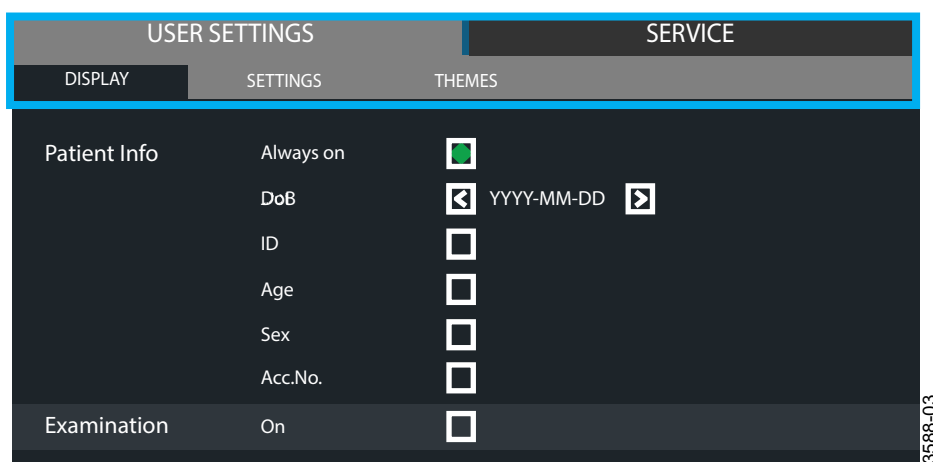 USER SETTINGS SERVICE
DISPLAY SETTINGS THEMES
Patient Info Always on
DoB YYYY-MM-DD
ID
Age
Sex
Acc.No.
Examination On
3588-03